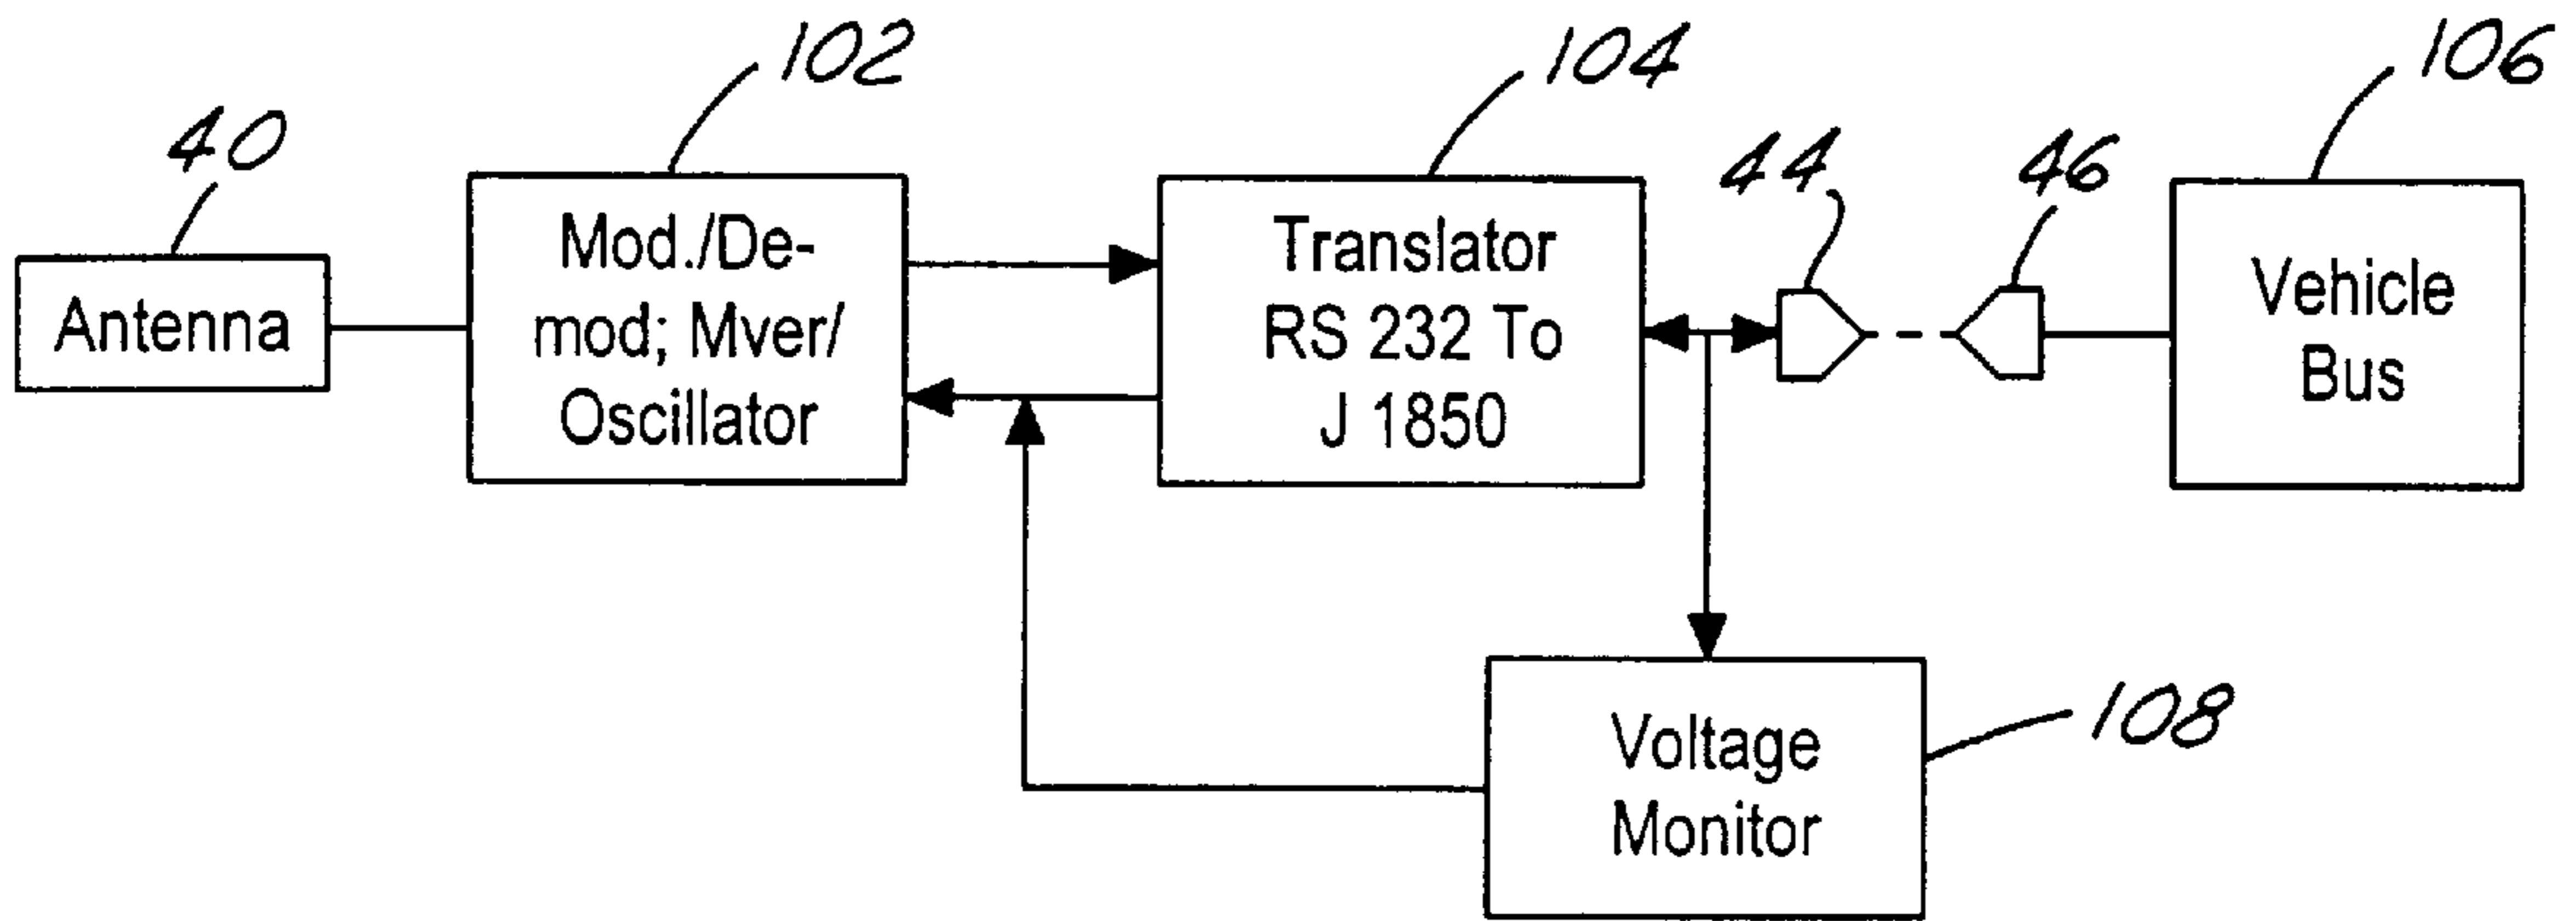 102
104
106
40
44
46
Antenna
Mod./De-
mod; Mver/
Oscillator
Translator
RS 232 To
J 1850
Vehicle
Bus
108
Voltage
Monitor